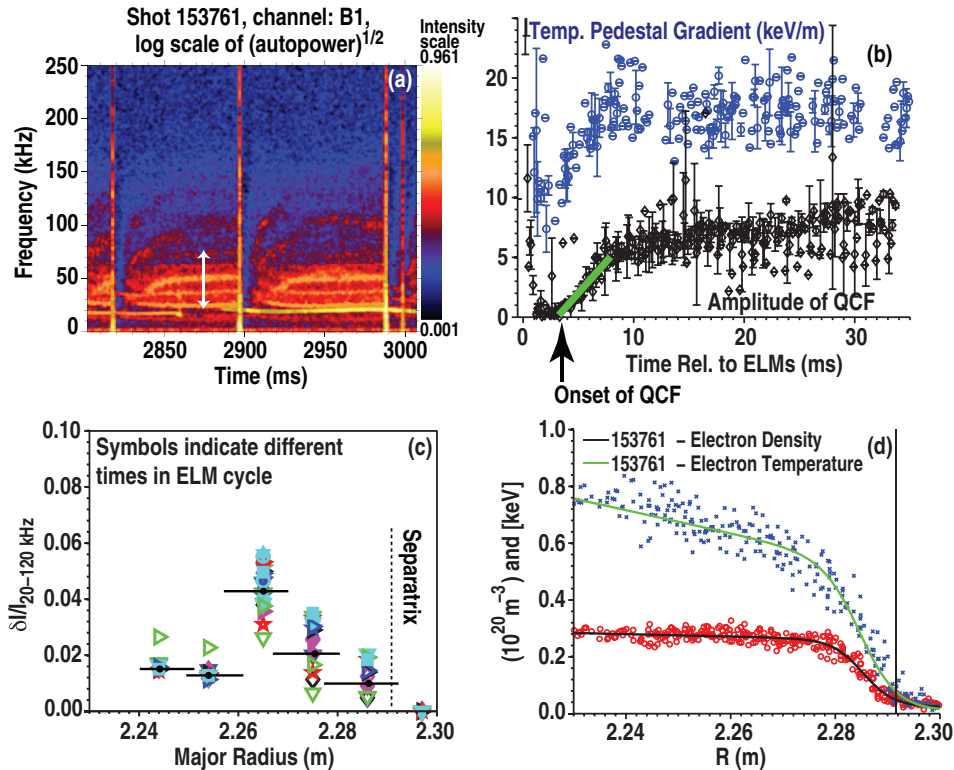 Shot 153761, channel: B1,
log scale of (autopower)^1/2
Intensity
scale
0.961
(a)
250
200
150
100
50
0
Frequency (kHz)
0.001
2850
2900
2950
3000
Time (ms)
Temp. Pedestal Gradient (keV/m)
(b)
20
15
10
5
0
Amplitude of QCF
0
10
20
30
Time Rel. to ELMs (ms)
Onset of QCF
0.10
0.08
0.06
0.04
0.02
0.00
δI/I20–120 kHz
Symbols indicate different
times in ELM cycle
(c)
Separatrix
2.24
2.26
2.28
2.30
Major Radius (m)
1.0
0.8
0.6
0.4
0.2
0.0
(10^20 m^−3) and [keV]
153761 – Electron Density
153761 – Electron Temperature
(d)
2.24
2.26
2.28
2.30
R (m)